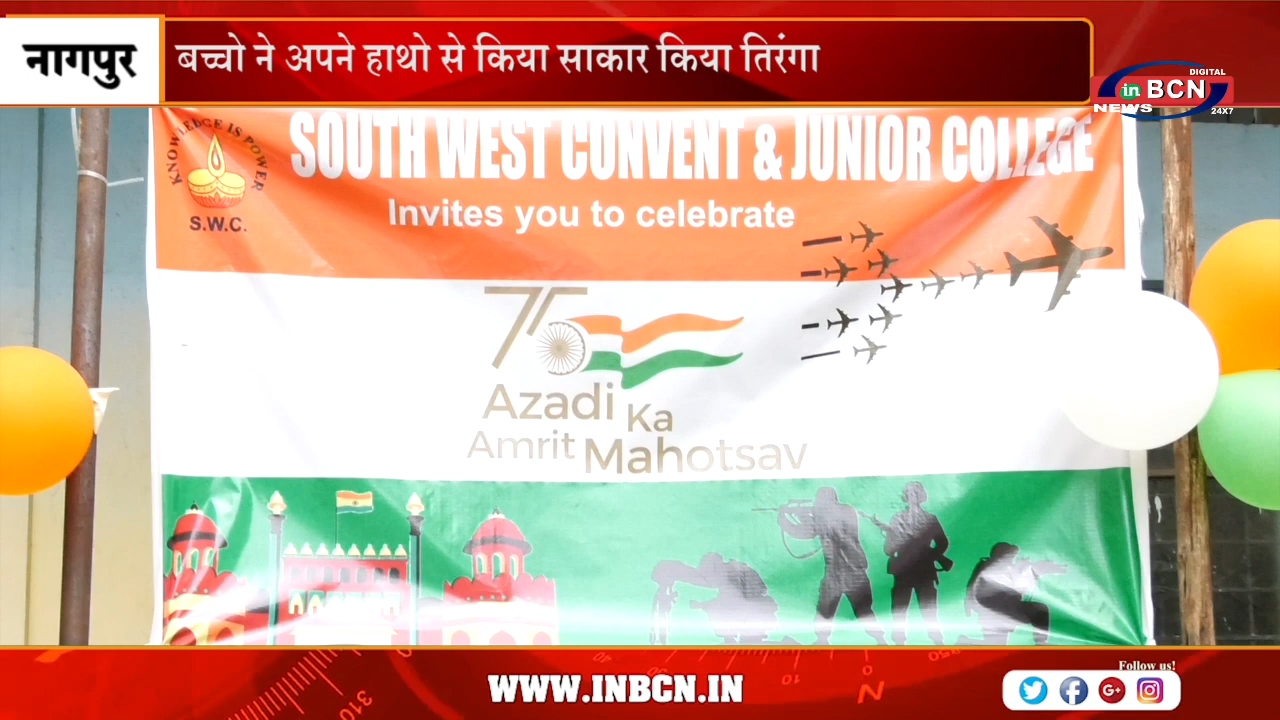 नागपुर
बच्चो ने अपने हाथो से किया साकार किया तिरंगा
DIGITAL
in BCN
NEWS
24X7
KNOWLEDGE IS POWER
S.W.C.
SOUTH WEST CONVENT & JUNIOR COLLEGE
Invites you to celebrate
75
Azadi Ka
Amrit Mahotsav
WWW.INBCN.IN
Follow us!